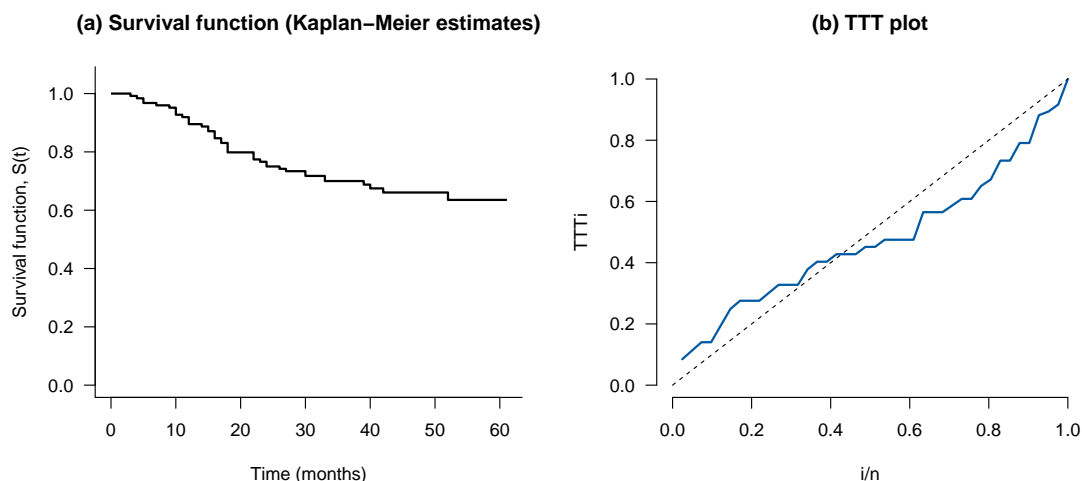 (a) Survival function (Kaplan−Meier estimates)
Survival function, S(t)
1.0
0.8
0.6
0.4
0.2
0.0
0 10 20 30 40 50 60
Time (months)
(b) TTT plot
TTTi
1.0
0.8
0.6
0.4
0.2
0.0
0.0 0.2 0.4 0.6 0.8 1.0
i/n